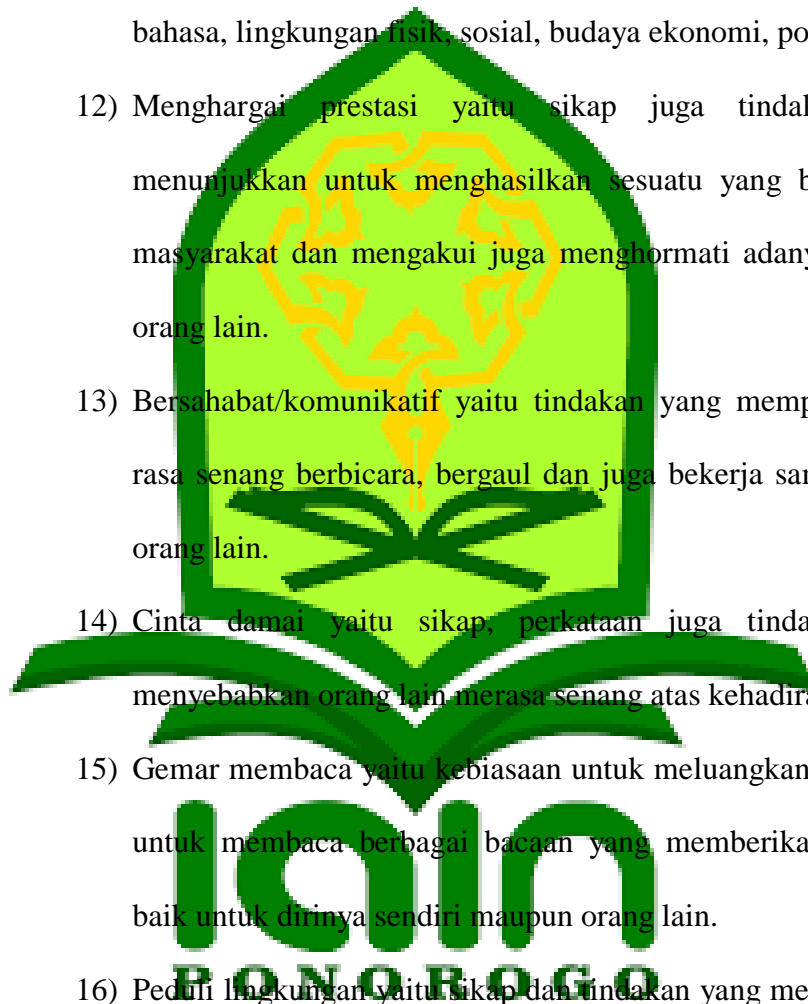 bahasa, lingkungan fisik, sosial, budaya ekonomi, po
12) Menghargai prestasi yaitu sikap juga tinda
menunjukkan untuk menghasilkan sesuatu yang b
masyarakat dan mengakui juga menghormati adany
orang lain.
13) Bersahabat/komunikatif yaitu tindakan yang memp
rasa senang berbicara, bergaul dan juga bekerja sa
orang lain.
14) Cinta damai yaitu sikap, perkataan juga tinda
menyebabkan orang lain merasa senang atas kehadira
15) Gemar membaca yaitu kebiasaan untuk meluangkan
untuk membaca berbagai bacaan yang memberika
baik untuk dirinya sendiri maupun orang lain.
iain
PONOROGO
16) Peduli lingkungan yaitu sikap dan tindakan yang me